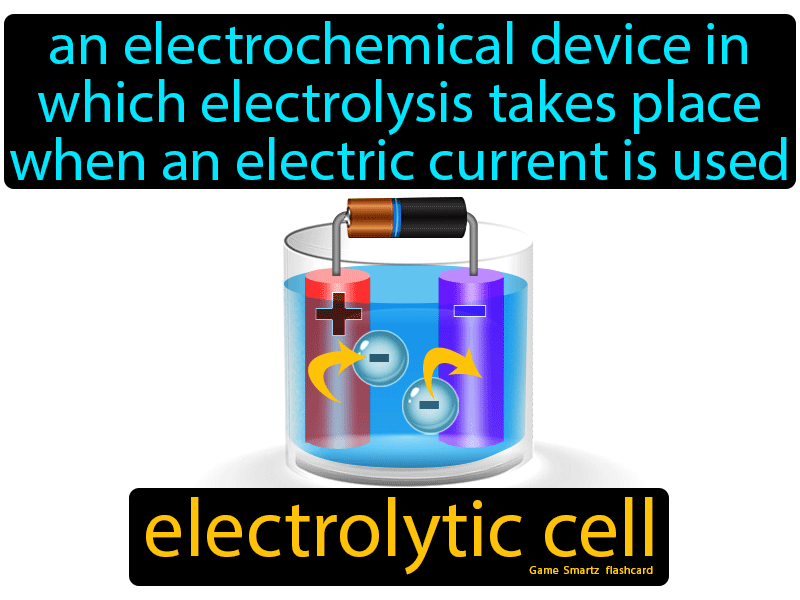 an electrochemical device in
which electrolysis takes place
when an electric current is used
+
-
-
-
electrolytic cell
Game Smartz flashcard